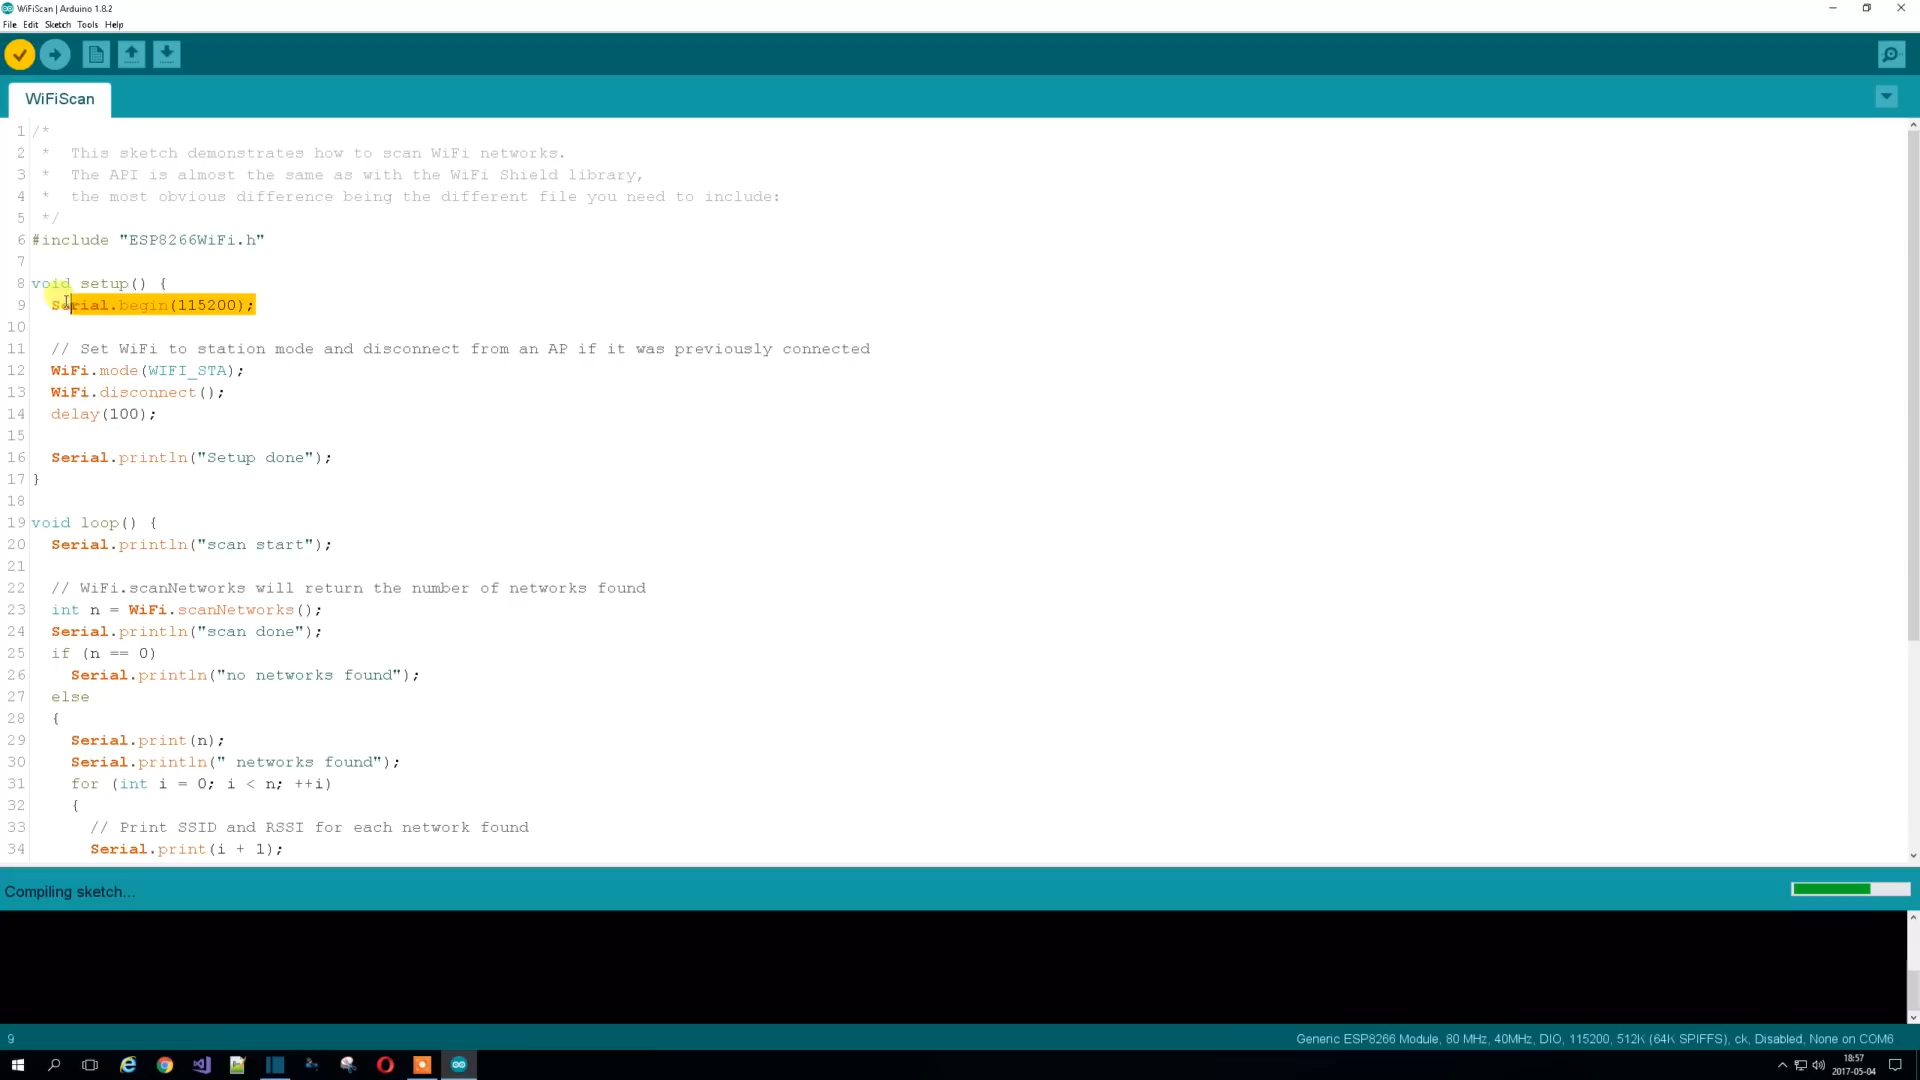 WiFiScan | Arduino 1.8.2
File Edit Sketch Tools Help
WiFiScan
1 /*
2  *  This sketch demonstrates how to scan WiFi networks.
3  *  The API is almost the same as with the WiFi Shield library,
4  *  the most obvious difference being the different file you need to include:
5  */
6 #include "ESP8266WiFi.h"
7
8 void setup() {
9   Serial.begin(115200);
10
11   // Set WiFi to station mode and disconnect from an AP if it was previously connected
12   WiFi.mode(WIFI_STA);
13   WiFi.disconnect();
14   delay(100);
15
16   Serial.println("Setup done");
17 }
18
19 void loop() {
20   Serial.println("scan start");
21
22   // WiFi.scanNetworks will return the number of networks found
23   int n = WiFi.scanNetworks();
24   Serial.println("scan done");
25   if (n == 0)
26     Serial.println("no networks found");
27   else
28   {
29     Serial.print(n);
30     Serial.println(" networks found");
31     for (int i = 0; i < n; ++i)
32     {
33       // Print SSID and RSSI for each network found
34       Serial.print(i + 1);
Compiling sketch...
9
Generic ESP8266 Module, 80 MHz, 40MHz, DIO, 115200, 512K (64K SPIFFS), ck, Disabled, None on COM6
18:57
2017-05-04